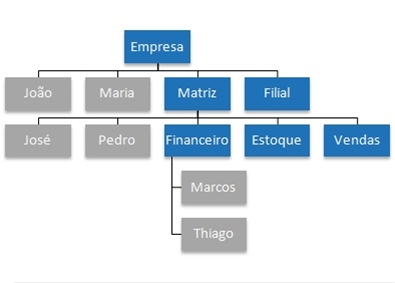 Empresa
João Maria Matriz Filial
José Pedro Financeiro Estoque Vendas
Marcos
Thiago